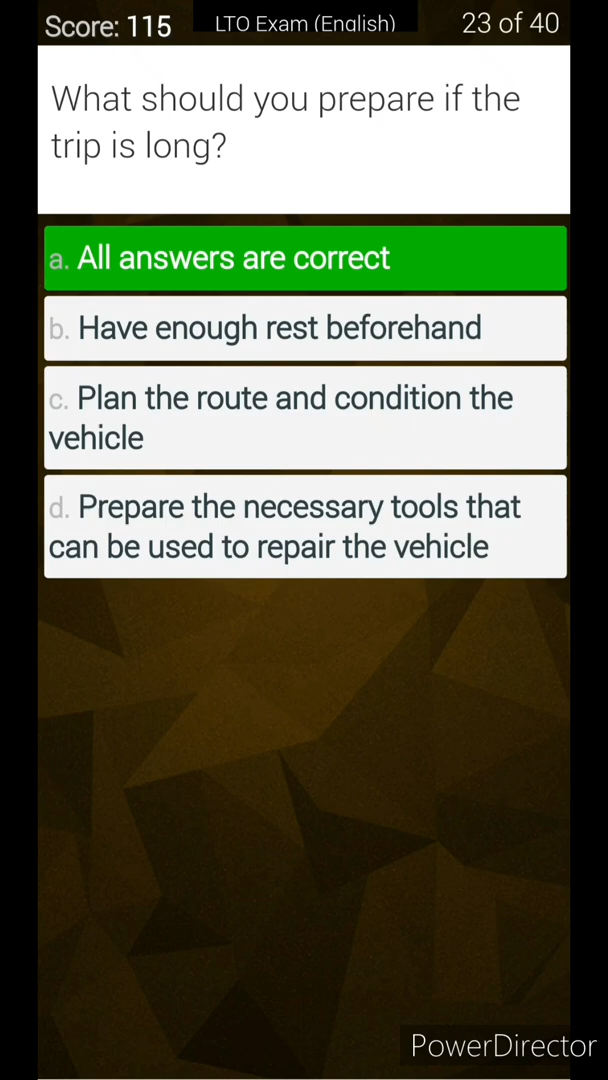 Score: 115 LTO Exam (English) 23 of 40
What should you prepare if the
trip is long?
a. All answers are correct
b. Have enough rest beforehand
c. Plan the route and condition the
vehicle
d. Prepare the necessary tools that
can be used to repair the vehicle
PowerDirector